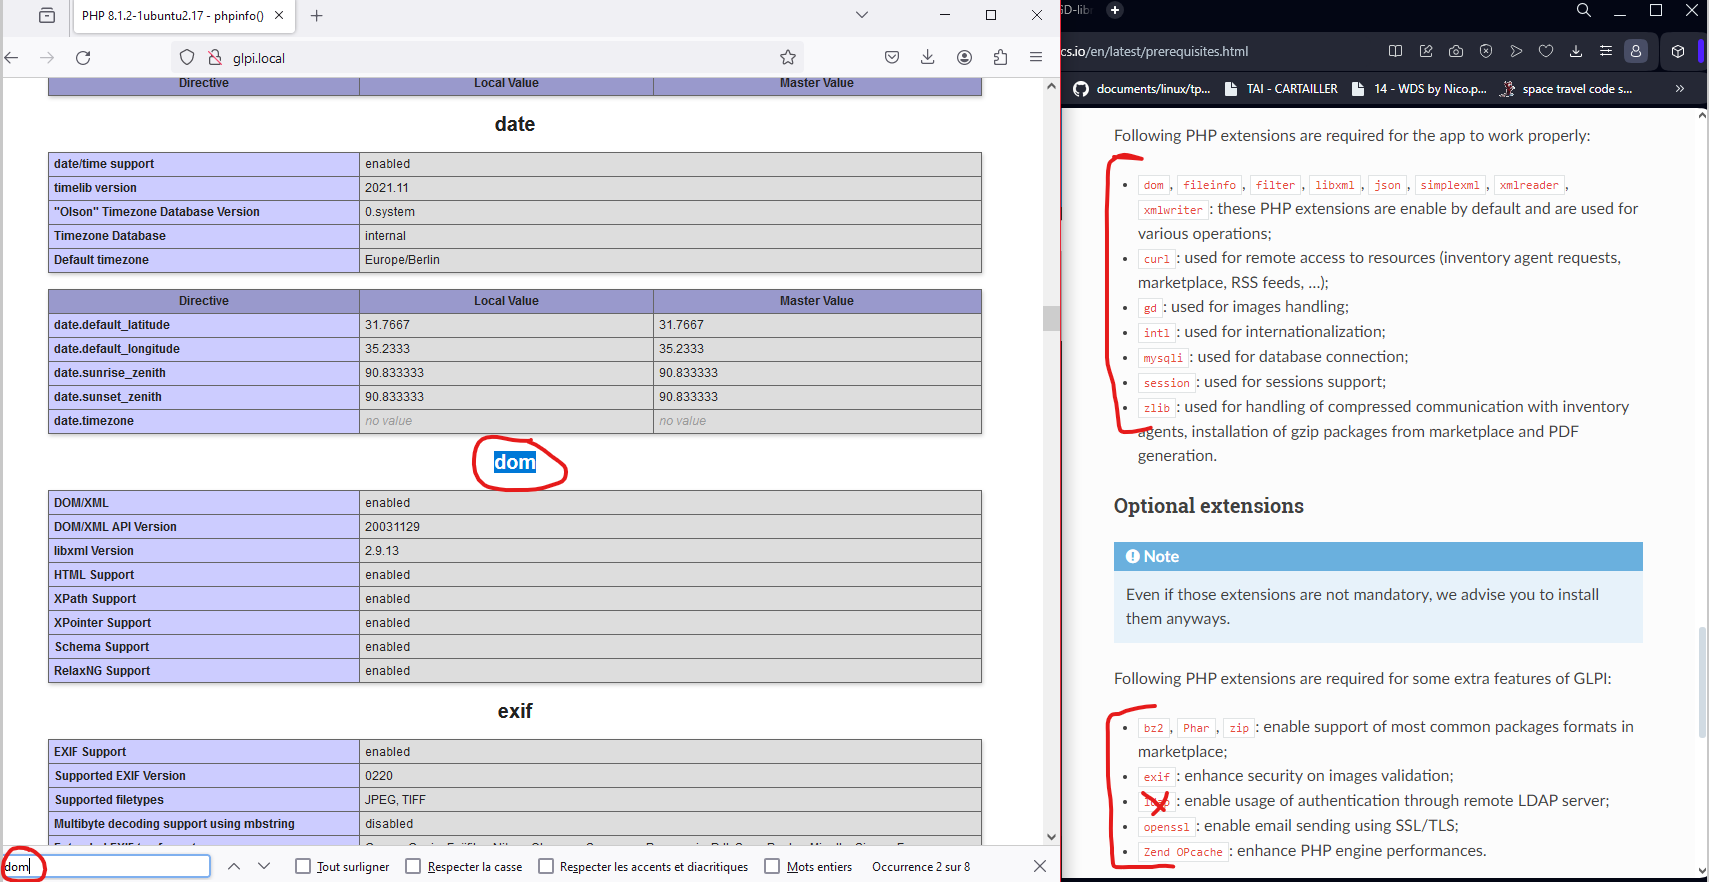 PHP 8.1.2-1ubuntu2.17 - phpinfo()
glpi.local
Directive Local Value Master Value
date
date/time support enabled
timelib version 2021.11
"Olson" Timezone Database Version 0.system
Timezone Database internal
Default timezone Europe/Berlin
Directive Local Value Master Value
date.default_latitude 31.7667 31.7667
date.default_longitude 35.2333 35.2333
date.sunrise_zenith 90.833333 90.833333
date.sunset_zenith 90.833333 90.833333
date.timezone no value no value
dom
DOM/XML enabled
DOM/XML API Version 20031129
libxml Version 2.9.13
HTML Support enabled
XPath Support enabled
XPointer Support enabled
Schema Support enabled
RelaxNG Support enabled
exif
EXIF Support enabled
Supported EXIF Version 0220
Supported filetypes JPEG, TIFF
Multibyte decoding support using mbstring disabled
dom Tout surligner Respecter la casse Respecter les accents et diacritiques Mots entiers Occurrence 2 sur 8
GD-libr
cs.io/en/latest/prerequisites.html
documents/linux/tp... TAI - CARTAILLER 14 - WDS by Nico.p... space travel code s... »
Following PHP extensions are required for the app to work properly:
• dom, fileinfo, filter, libxml, json, simplexml, xmlreader,
xmlwriter: these PHP extensions are enable by default and are used for
various operations;
• curl: used for remote access to resources (inventory agent requests,
marketplace, RSS feeds, ...);
• gd: used for images handling;
• intl: used for internationalization;
• mysqli: used for database connection;
• session: used for sessions support;
• zlib: used for handling of compressed communication with inventory
agents, installation of gzip packages from marketplace and PDF
generation.
Optional extensions
Note
Even if those extensions are not mandatory, we advise you to install
them anyways.
Following PHP extensions are required for some extra features of GLPI:
• bz2, Phar, zip: enable support of most common packages formats in
marketplace;
• exif: enhance security on images validation;
• ldap: enable usage of authentication through remote LDAP server;
• openssl: enable email sending using SSL/TLS;
• Zend OPcache: enhance PHP engine performances.